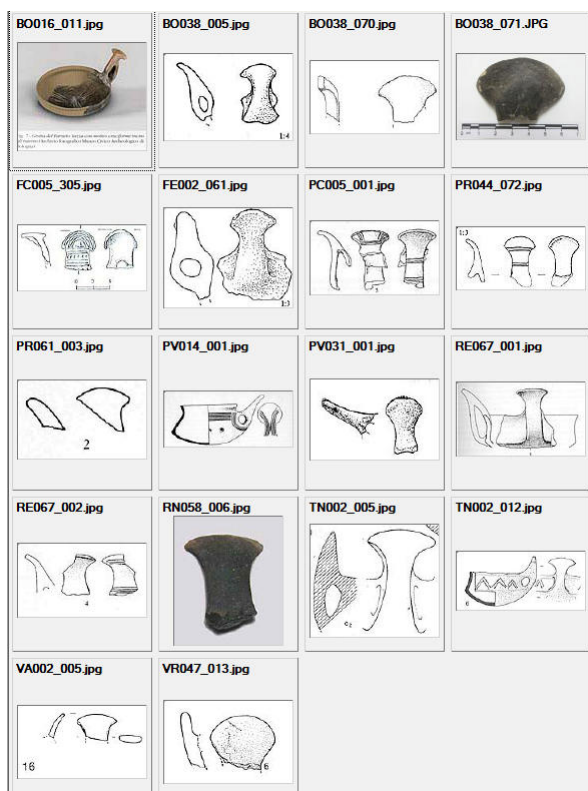 BO016_011.jpg
BO038_005.jpg
BO038_070.jpg
BO038_071.JPG
1:4
FC005_305.jpg
FE002_061.jpg
PC005_001.jpg
PR044_072.jpg
1:3
1:3
PR061_003.jpg
PV014_001.jpg
PV031_001.jpg
RE067_001.jpg
2
RE067_002.jpg
RN058_006.jpg
TN002_005.jpg
TN002_012.jpg
4
VA002_005.jpg
VR047_013.jpg
16
6